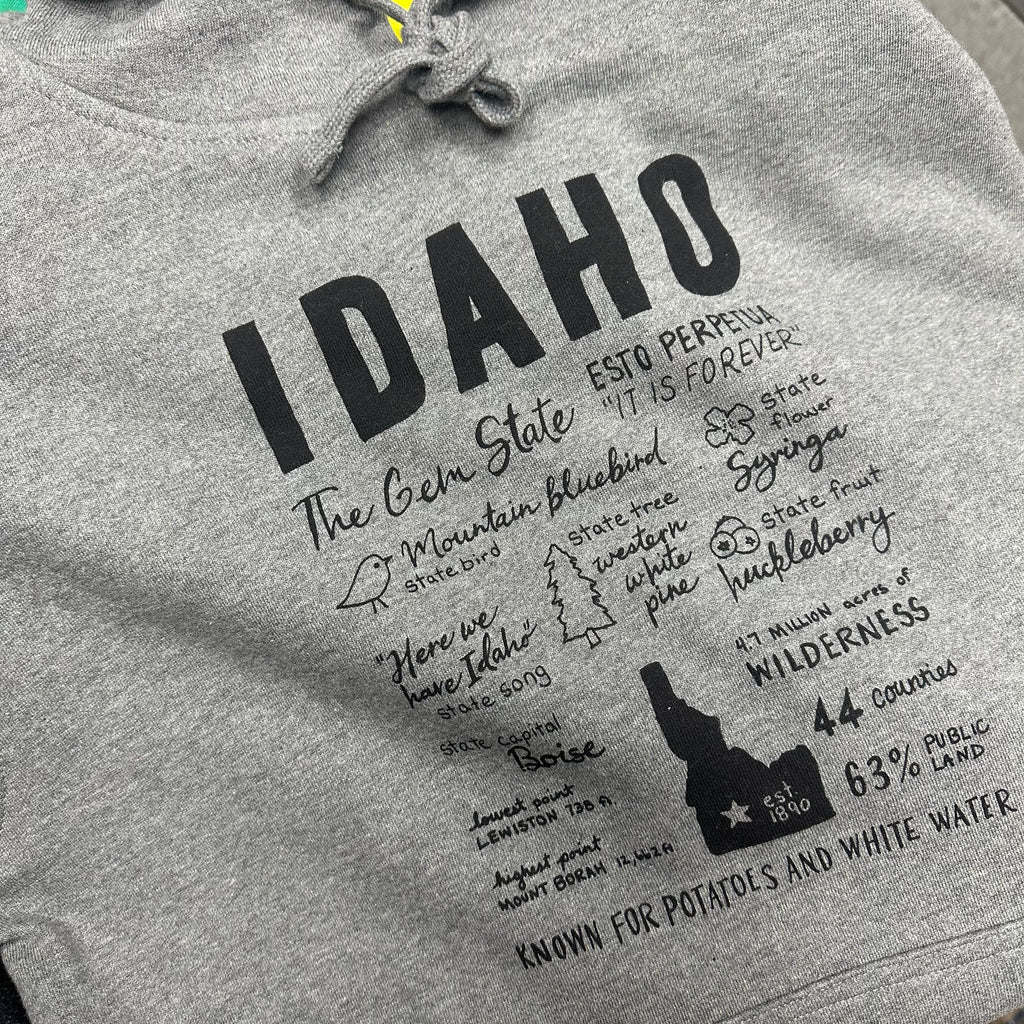 IDAHO
ESTO PERPETUA
"IT IS FOREVER"
The Gem State
Mountain bluebird
state bird
state flower
Syringa
state tree
western
white
pine
state fruit
huckleberry
"Here we
have Idaho"
state song
4.7 MILLION acres of
WILDERNESS
state capital
Boise
44 counties
63% PUBLIC
LAND
est.
1890
lowest point
LEWISTON 738 ft.
highest point
MOUNT BORAH 12,662 ft
KNOWN FOR POTATOES AND WHITE WATER